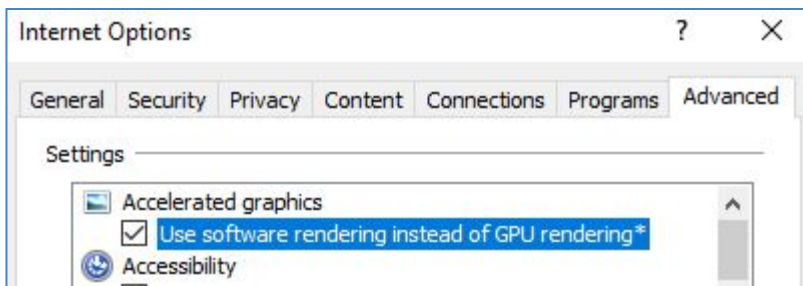 Internet Options ?
General Security Privacy Content Connections Programs Advanced
Settings
Accelerated graphics
Use software rendering instead of GPU rendering*
Accessibility